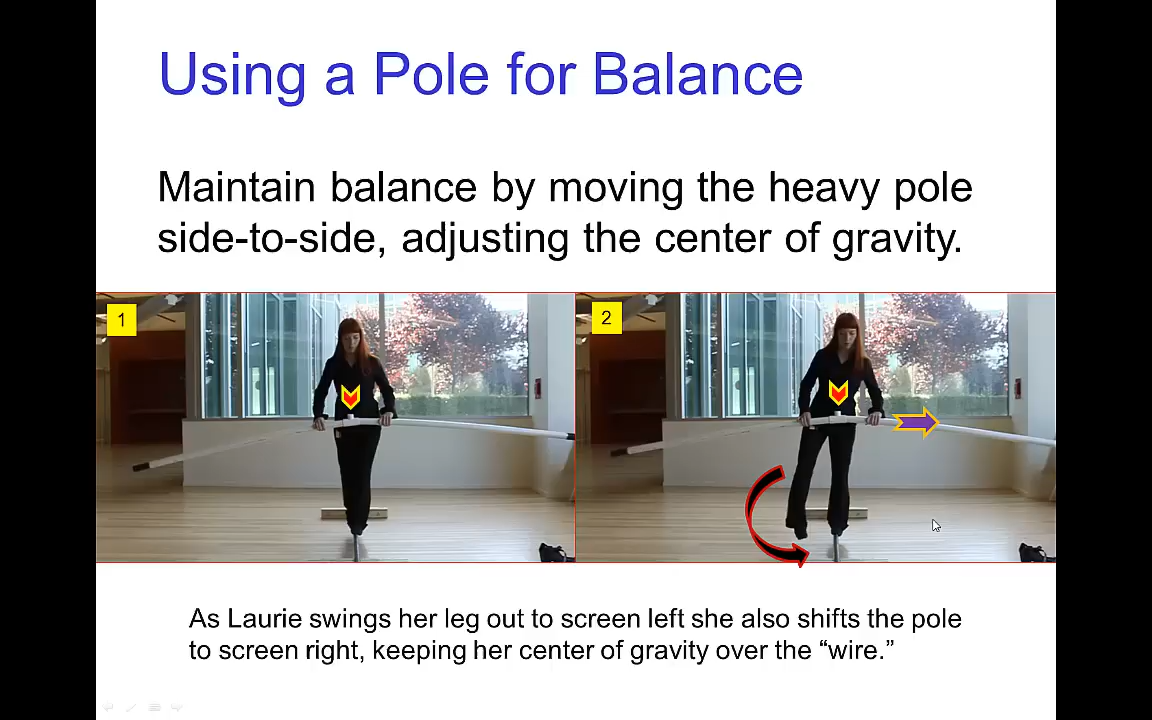 Using a Pole for Balance
Maintain balance by moving the heavy pole
side-to-side, adjusting the center of gravity.
1
2
As Laurie swings her leg out to screen left she also shifts the pole
to screen right, keeping her center of gravity over the “wire.”